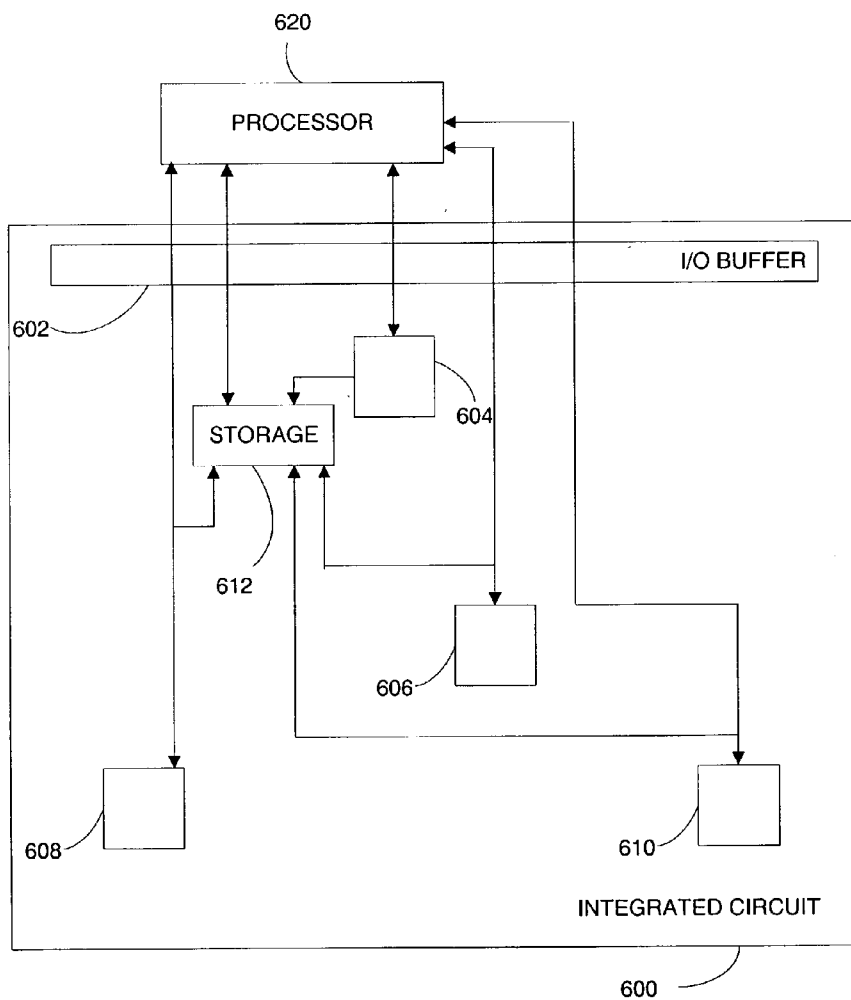 620
PROCESSOR
I/O BUFFER
602
604
STORAGE
612
606
608
610
INTEGRATED CIRCUIT
600